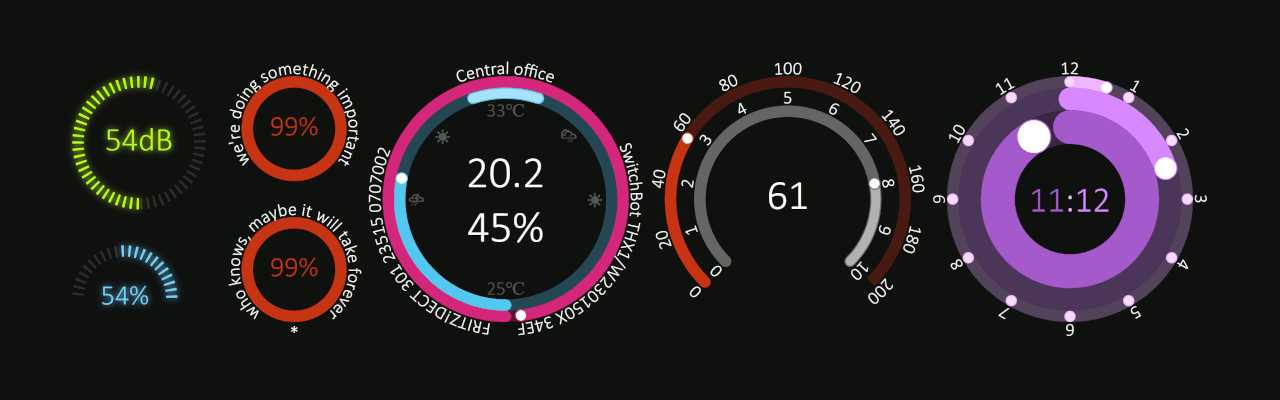 54dB
54%
we're doing something important
99%
who knows, maybe it will take forever
99%
*
Central office
33°C
20.2
45%
25°C
FRITZ!DECT 301 23515 0707002
SwitchBot THX1/W230150X 34EF
0 20 40 60 80 100 120 140 160 180 200
0 1 2 3 4 5 6 7 8 9 10
61
12 1 2 3 4 5 6 7 8 9 10 11
11:12